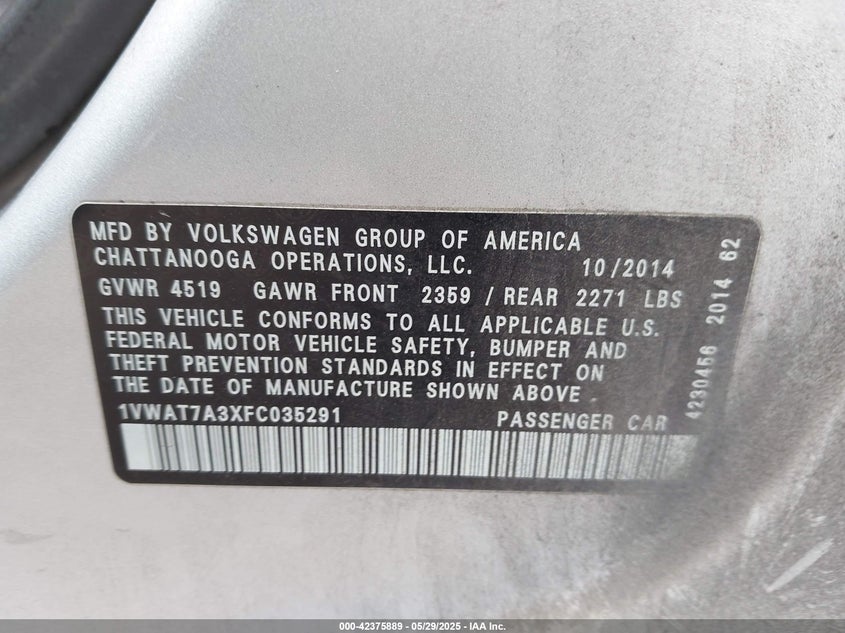 MFD BY VOLKSWAGEN GROUP OF AMERICA
CHATTANOOGA OPERATIONS, LLC. 10/2014
GVWR 4519 GAWR FRONT 2359 / REAR 2271 LBS
THIS VEHICLE CONFORMS TO ALL APPLICABLE U.S.
FEDERAL MOTOR VEHICLE SAFETY, BUMPER AND
THEFT PREVENTION STANDARDS IN EFFECT ON
THE DATE OF MANUFACTURE SHOWN ABOVE
1VWAT7A3XFC035291 PASSENGER CAR
4230456 2014 62
000-42375889 - 05/29/2025 - IAA Inc.